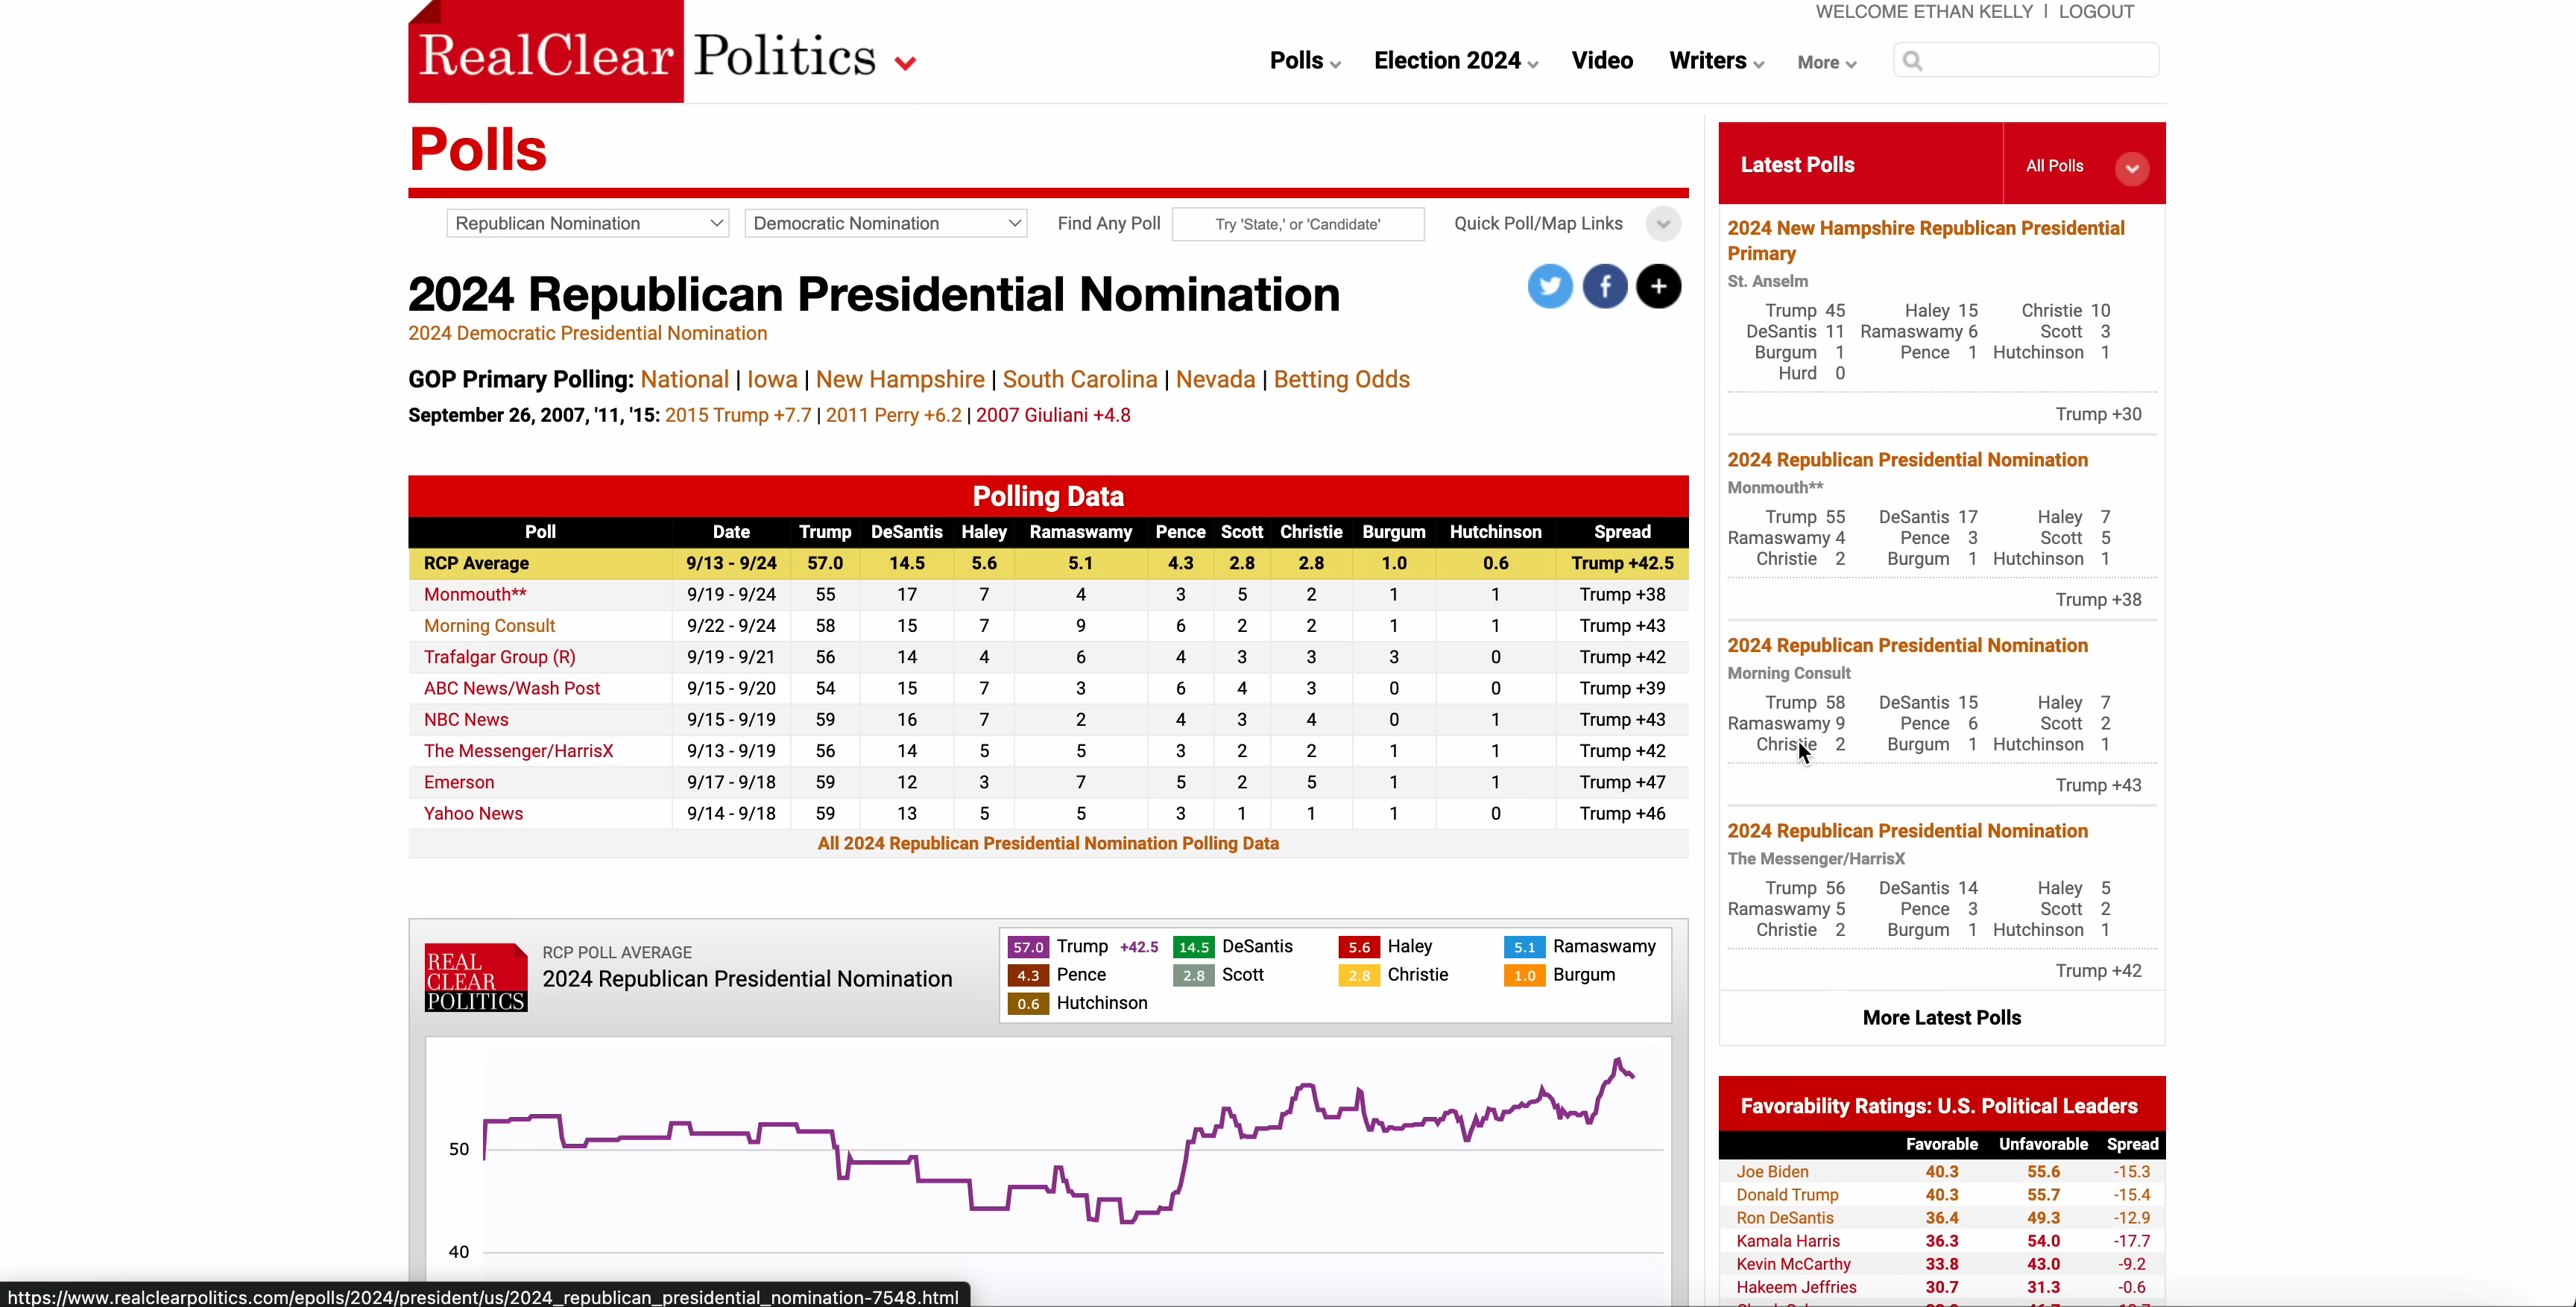 WELCOME ETHAN KELLY | LOGOUT
RealClear Politics
Polls Election 2024 Video Writers More
Polls
Republican Nomination Democratic Nomination Find Any Poll Try 'State,' or 'Candidate' Quick Poll/Map Links
2024 Republican Presidential Nomination
2024 Democratic Presidential Nomination
GOP Primary Polling: National | Iowa | New Hampshire | South Carolina | Nevada | Betting Odds
September 26, 2007, '11, '15: 2015 Trump +7.7 | 2011 Perry +6.2 | 2007 Giuliani +4.8
Polling Data
Poll Date Trump DeSantis Haley Ramaswamy Pence Scott Christie Burgum Hutchinson Spread
RCP Average 9/13 - 9/24 57.0 14.5 5.6 5.1 4.3 2.8 2.8 1.0 0.6 Trump +42.5
Monmouth** 9/19 - 9/24 55 17 7 4 3 5 2 1 1 Trump +38
Morning Consult 9/22 - 9/24 58 15 7 9 6 2 2 1 1 Trump +43
Trafalgar Group (R) 9/19 - 9/21 56 14 4 6 4 3 3 3 0 Trump +42
ABC News/Wash Post 9/15 - 9/20 54 15 7 3 6 4 3 0 0 Trump +39
NBC News 9/15 - 9/19 59 16 7 2 4 3 4 0 1 Trump +43
The Messenger/HarrisX 9/13 - 9/19 56 14 5 5 3 2 2 1 1 Trump +42
Emerson 9/17 - 9/18 59 12 3 7 5 2 5 1 1 Trump +47
Yahoo News 9/14 - 9/18 59 13 5 5 3 1 1 1 0 Trump +46
All 2024 Republican Presidential Nomination Polling Data
REAL
CLEAR
POLITICS
RCP POLL AVERAGE
2024 Republican Presidential Nomination
57.0 Trump +42.5 14.5 DeSantis 5.6 Haley 5.1 Ramaswamy
4.3 Pence 2.8 Scott 2.8 Christie 1.0 Burgum
0.6 Hutchinson
50
40
Latest Polls All Polls
2024 New Hampshire Republican Presidential
Primary
St. Anselm
Trump 45 Haley 15 Christie 10
DeSantis 11 Ramaswamy 6 Scott 3
Burgum 1 Pence 1 Hutchinson 1
Hurd 0
Trump +30
2024 Republican Presidential Nomination
Monmouth**
Trump 55 DeSantis 17 Haley 7
Ramaswamy 4 Pence 3 Scott 5
Christie 2 Burgum 1 Hutchinson 1
Trump +38
2024 Republican Presidential Nomination
Morning Consult
Trump 58 DeSantis 15 Haley 7
Ramaswamy 9 Pence 6 Scott 2
Christie 2 Burgum 1 Hutchinson 1
Trump +43
2024 Republican Presidential Nomination
The Messenger/HarrisX
Trump 56 DeSantis 14 Haley 5
Ramaswamy 5 Pence 3 Scott 2
Christie 2 Burgum 1 Hutchinson 1
Trump +42
More Latest Polls
Favorability Ratings: U.S. Political Leaders
Favorable Unfavorable Spread
Joe Biden 40.3 55.6 -15.3
Donald Trump 40.3 55.7 -15.4
Ron DeSantis 36.4 49.3 -12.9
Kamala Harris 36.3 54.0 -17.7
Kevin McCarthy 33.8 43.0 -9.2
Hakeem Jeffries 30.7 31.3 -0.6
https://www.realclearpolitics.com/epolls/2024/president/us/2024_republican_presidential_nomination-7548.html